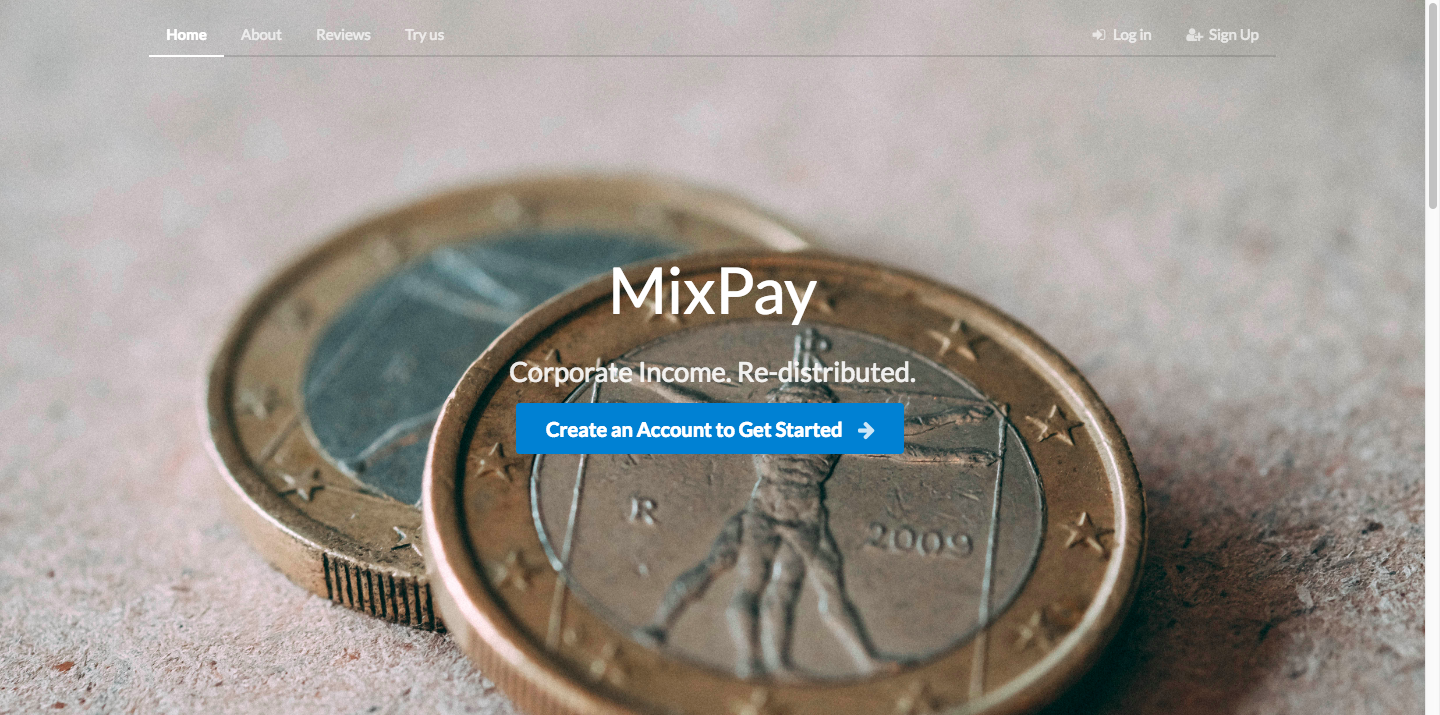 Home About Reviews Try us Log in Sign Up
MixPay
Corporate Income. Re-distributed.
Create an Account to Get Started
R
R 2009